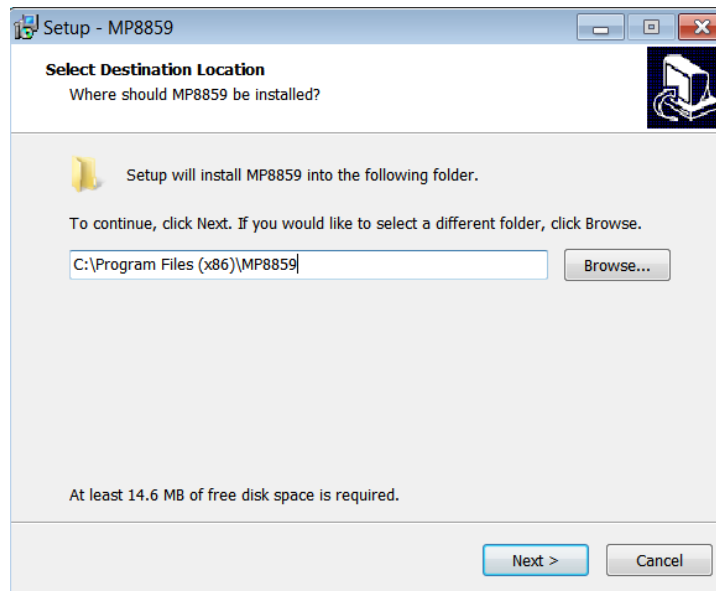 Setup - MP8859
Select Destination Location
Where should MP8859 be installed?
Setup will install MP8859 into the following folder.
To continue, click Next. If you would like to select a different folder, click Browse.
C:\Program Files (x86)\MP8859
Browse...
At least 14.6 MB of free disk space is required.
Next >
Cancel